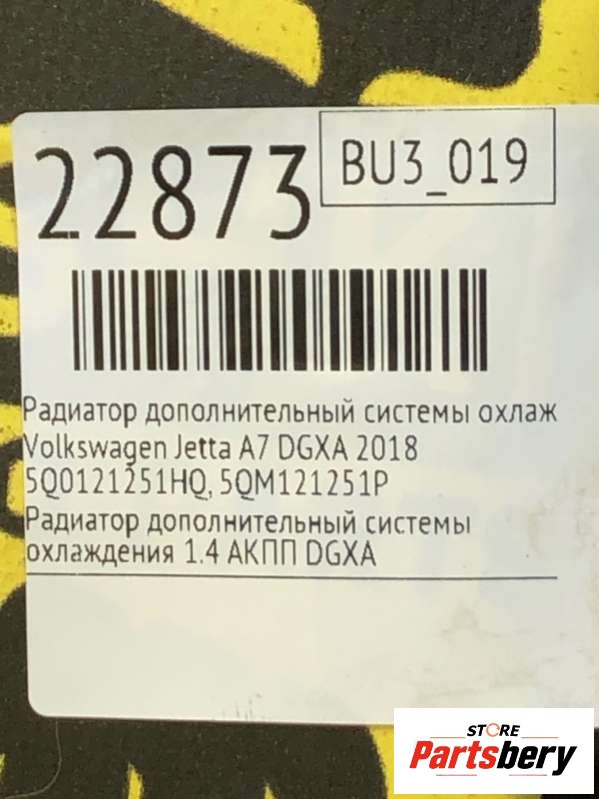 22873
BU3_019
Радиатор дополнительный системы охлаж
Volkswagen Jetta A7 DGXA 2018
5Q0121251HQ, 5QM121251P
Радиатор дополнительный системы
охлаждения 1.4 АКПП DGXA
STORE
Partsbery